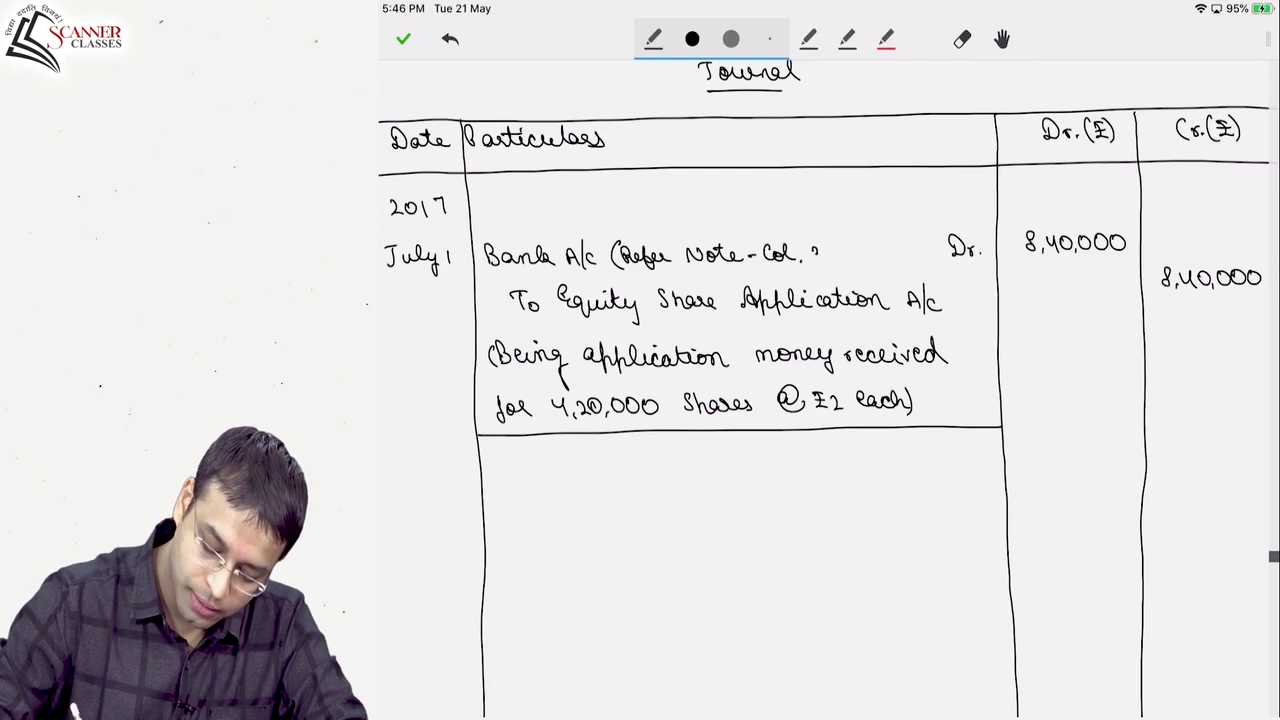 विद्या ददाति विनयं।
SCANNER
CLASSES
5:46 PM Tue 21 May
95%
Journal
Date Particulars Dr. (₹) Cr. (₹)
2017
July 1 Bank A/c (Refer Note-Col. Dr. 8,40,000
To Equity Share Application A/c 8,40,000
(Being application money received
for 4,20,000 Shares @ ₹2 each)